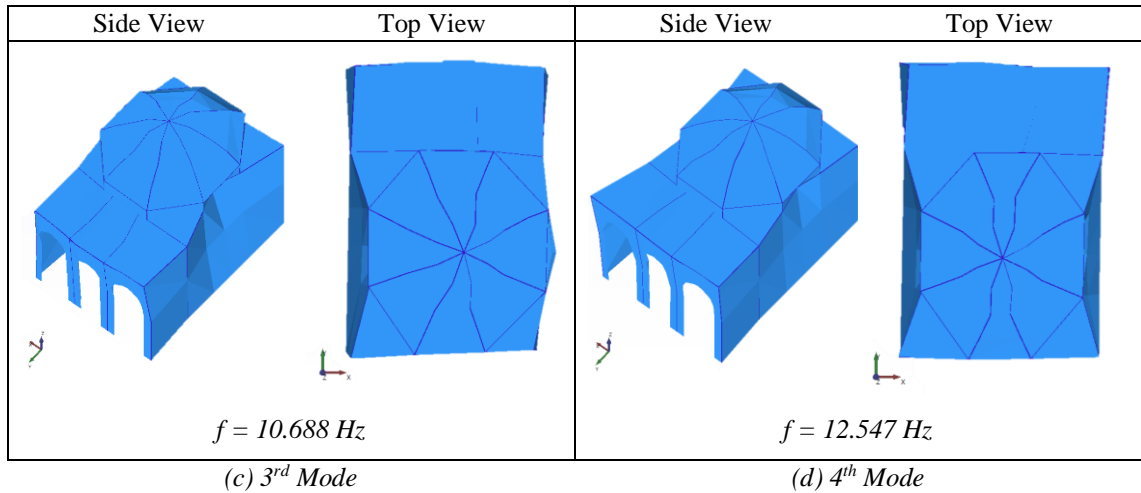 Side View Top View Side View Top View
f = 10.688 Hz f = 12.547 Hz
(c) 3rd Mode (d) 4th Mode